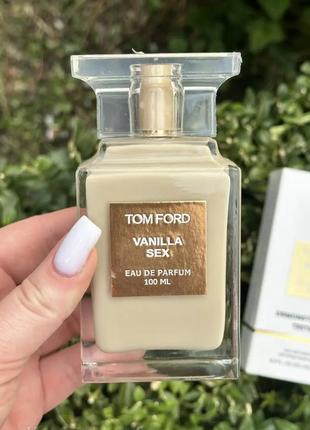 TOM FORD
VANILLA
SEX
EAU DE PARFUM
100 ML